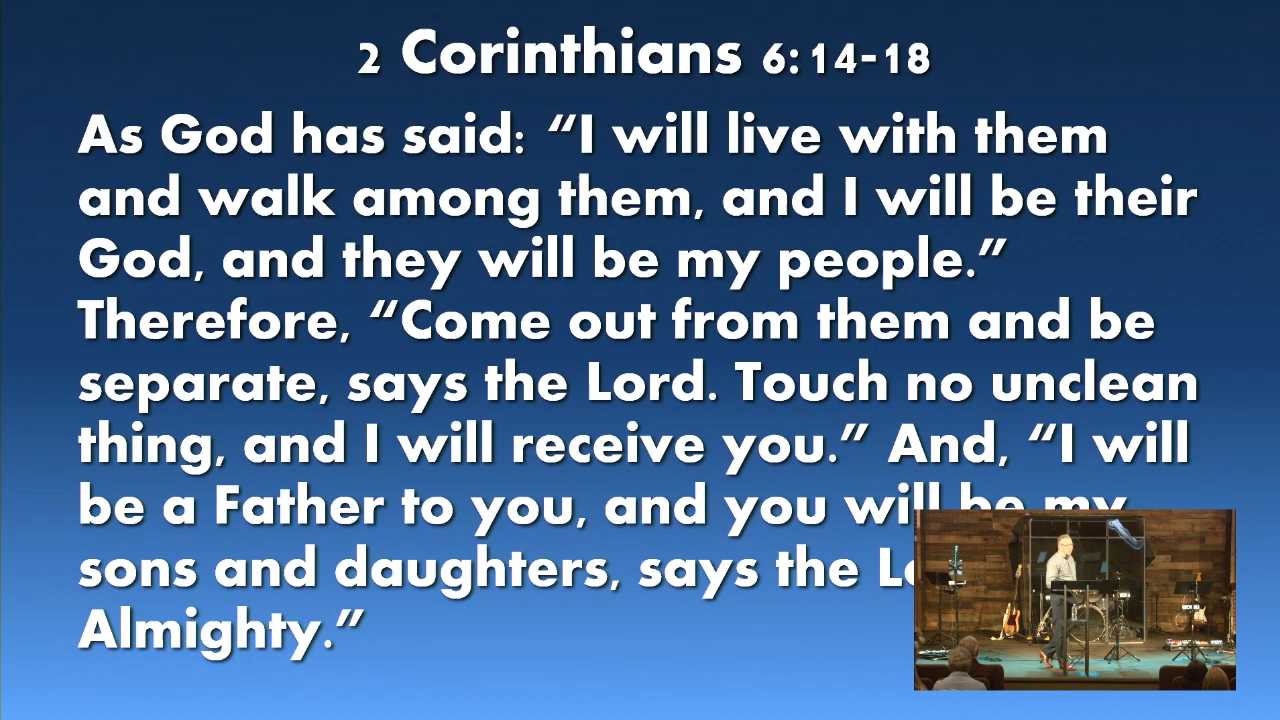 2 Corinthians 6:14-18
As God has said: “I will live with them
and walk among them, and I will be their
God, and they will be my people.”
Therefore, “Come out from them and be
separate, says the Lord. Touch no unclean
thing, and I will receive you.” And, “I will
be a Father to you, and you will be my
sons and daughters, says the
Almighty.”